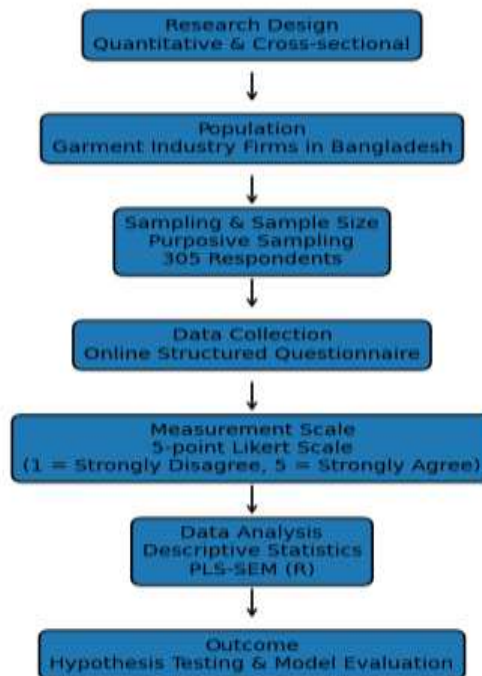 Research Design
Quantitative & Cross-sectional
Population
Garment Industry Firms in Bangladesh
Sampling & Sample Size
Purposive Sampling
305 Respondents
Data Collection
Online Structured Questionnaire
Measurement Scale
5-point Likert Scale
(1 = Strongly Disagree, 5 = Strongly Agree)
Data Analysis
Descriptive Statistics
PLS-SEM (R)
Outcome
Hypothesis Testing & Model Evaluation